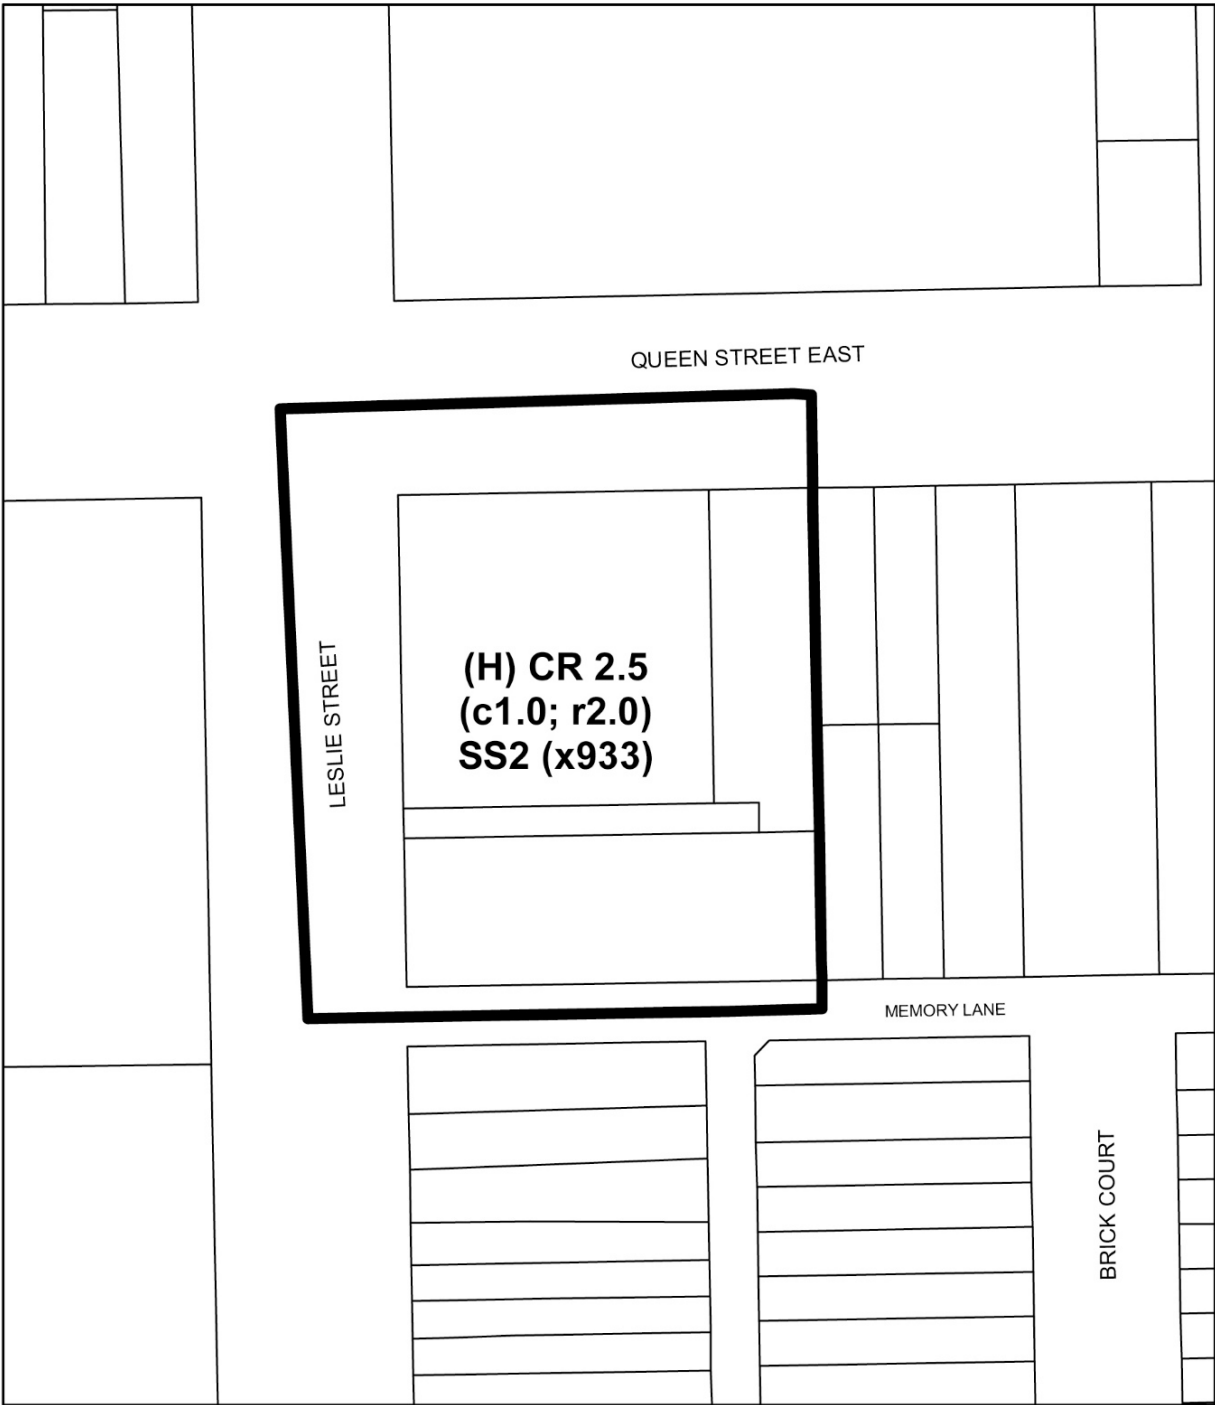 QUEEN STREET EAST
LESLIE STREET
(H) CR 2.5
(c1.0; r2.0)
SS2 (x933)
MEMORY LANE
BRICK COURT